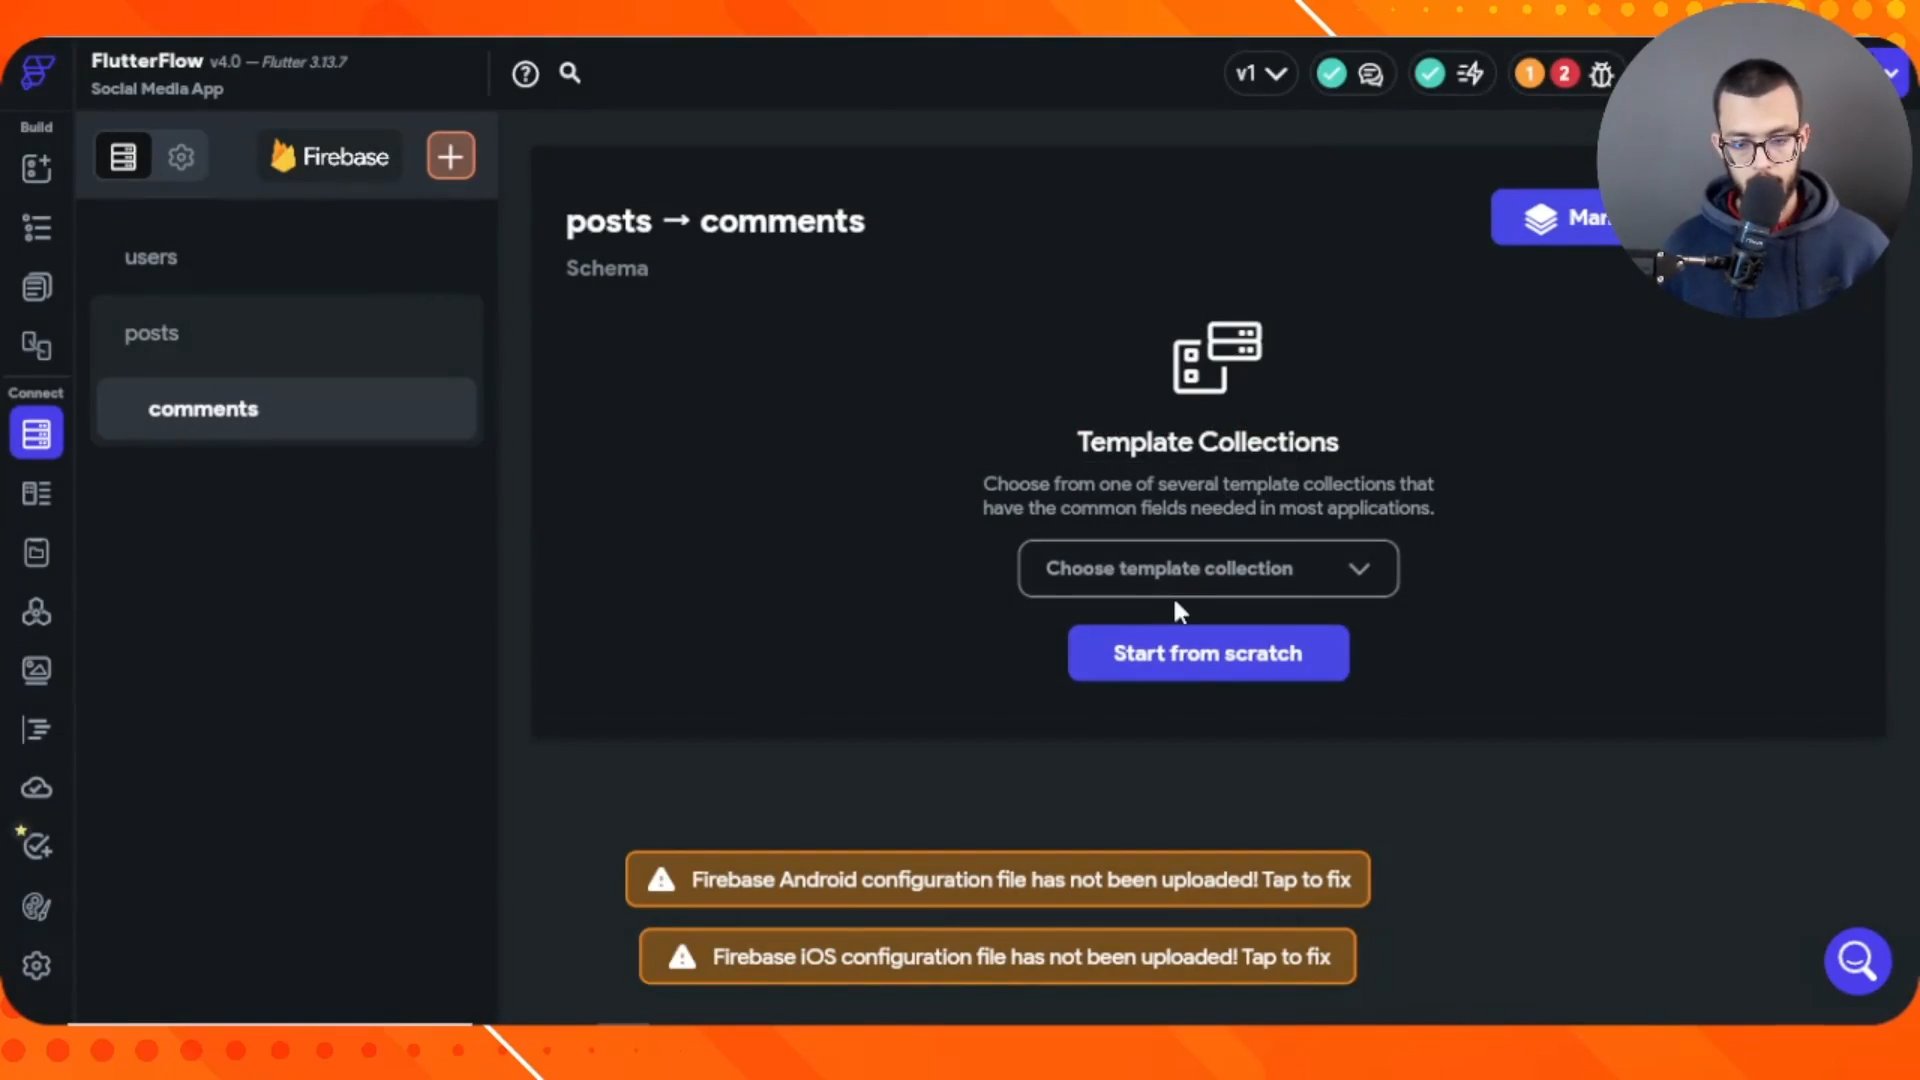 FlutterFlow v4.0 — Flutter 3.13.7
Social Media App
v1
1 2
Build
Firebase
users
posts
comments
Connect
posts → comments
Schema
Template Collections
Choose from one of several template collections that
have the common fields needed in most applications.
Choose template collection
Start from scratch
Firebase Android configuration file has not been uploaded! Tap to fix
Firebase iOS configuration file has not been uploaded! Tap to fix